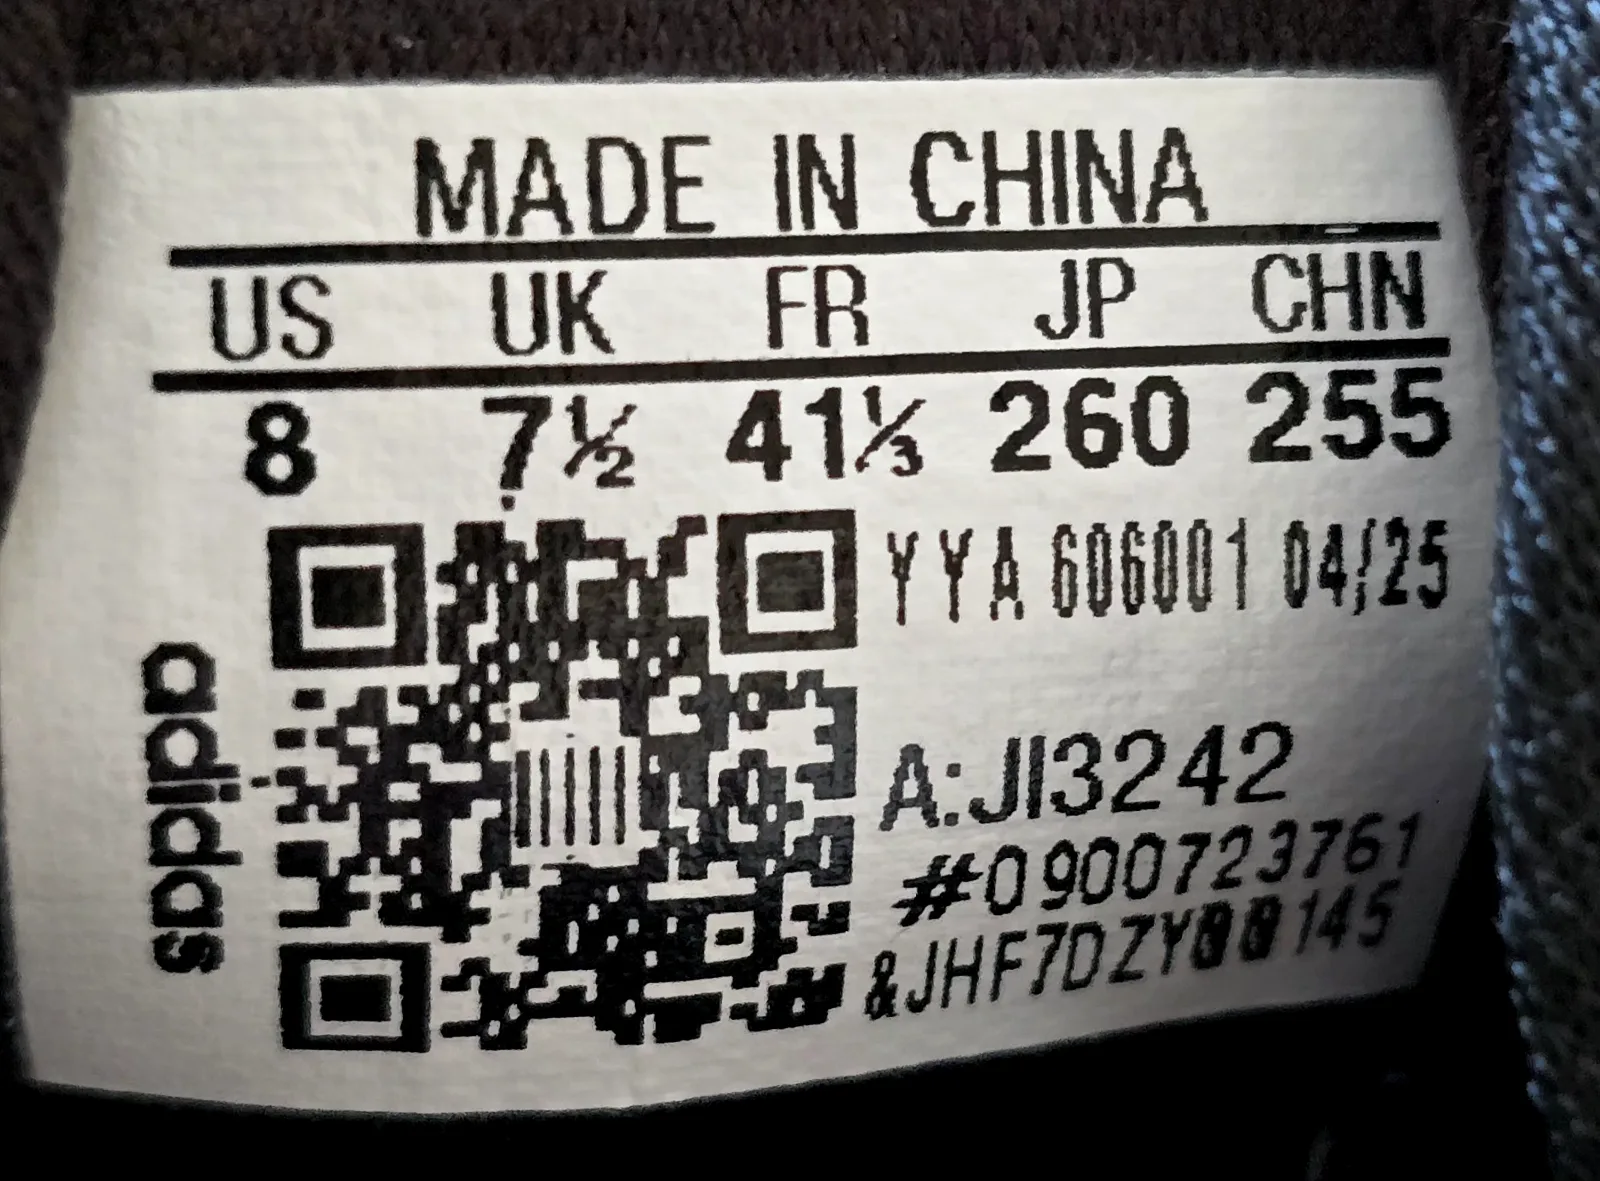 MADE IN CHINA
US UK FR JP CHN
8 7½ 41⅓ 260 255
YYA 606001 04/25
adidas
A:JI3242
#0900723761